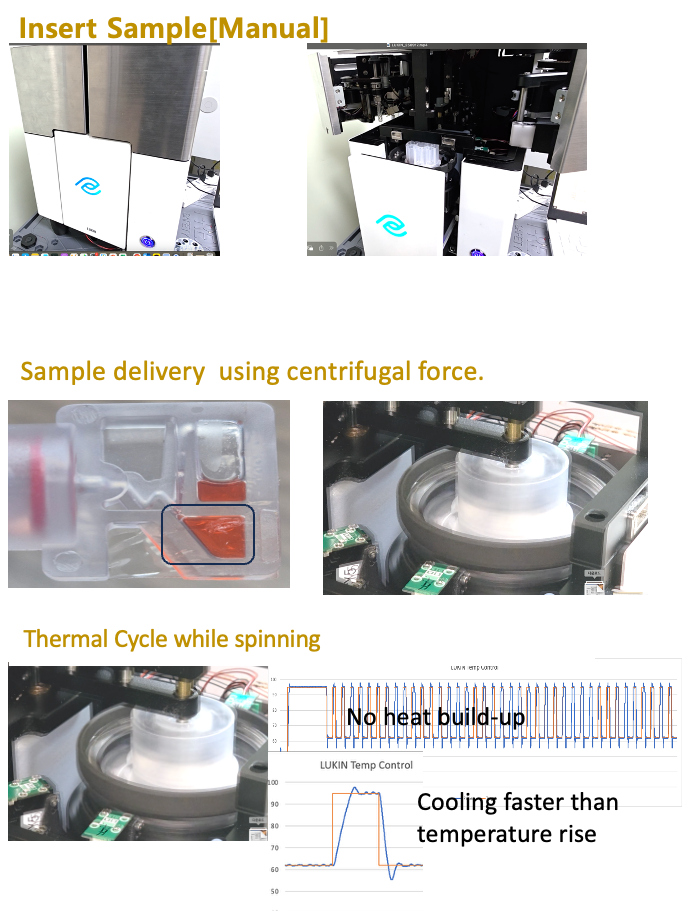 Insert Sample[Manual]
LUKIN
Sample delivery  using centrifugal force.
Thermal Cycle while spinning
LUKIN Temp Control
No heat build-up
LUKIN Temp Control
100
90
80
70
60
50
Cooling faster than
temperature rise